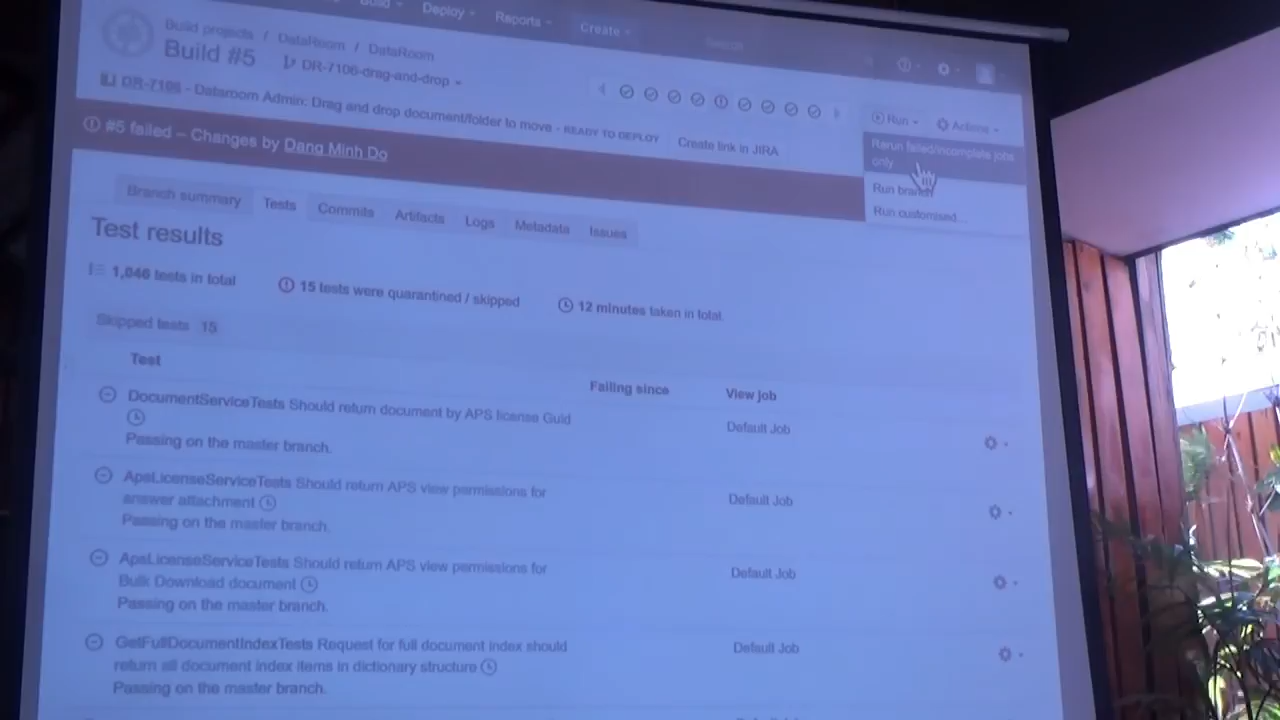 Build Deploy Reports Create
Search
Build projects / DataRoom / DataRoom
Build #5 DR-7106-drag-and-drop
DR-7106 - Dataroom Admin: Drag and drop document/folder to move - READY TO DEPLOY Create link in JIRA
Run Actions
Rerun failed/incomplete jobs
only
Run branch
Run customised...
#5 failed – Changes by Dang Minh Do
Branch summary Tests Commits Artifacts Logs Metadata Issues
Test results
1,046 tests in total 15 tests were quarantined / skipped 12 minutes taken in total.
Skipped tests 15
Test Failing since View job
DocumentServiceTests Should return document by APS license Guid Default Job
Passing on the master branch.
ApsLicenseServiceTests Should return APS view permissions for
answer attachment Default Job
Passing on the master branch.
ApsLicenseServiceTests Should return APS view permissions for
Bulk Download document Default Job
Passing on the master branch.
GetFullDocumentIndexTests Request for full document index should
return all document index items in dictionary structure Default Job
Passing on the master branch.